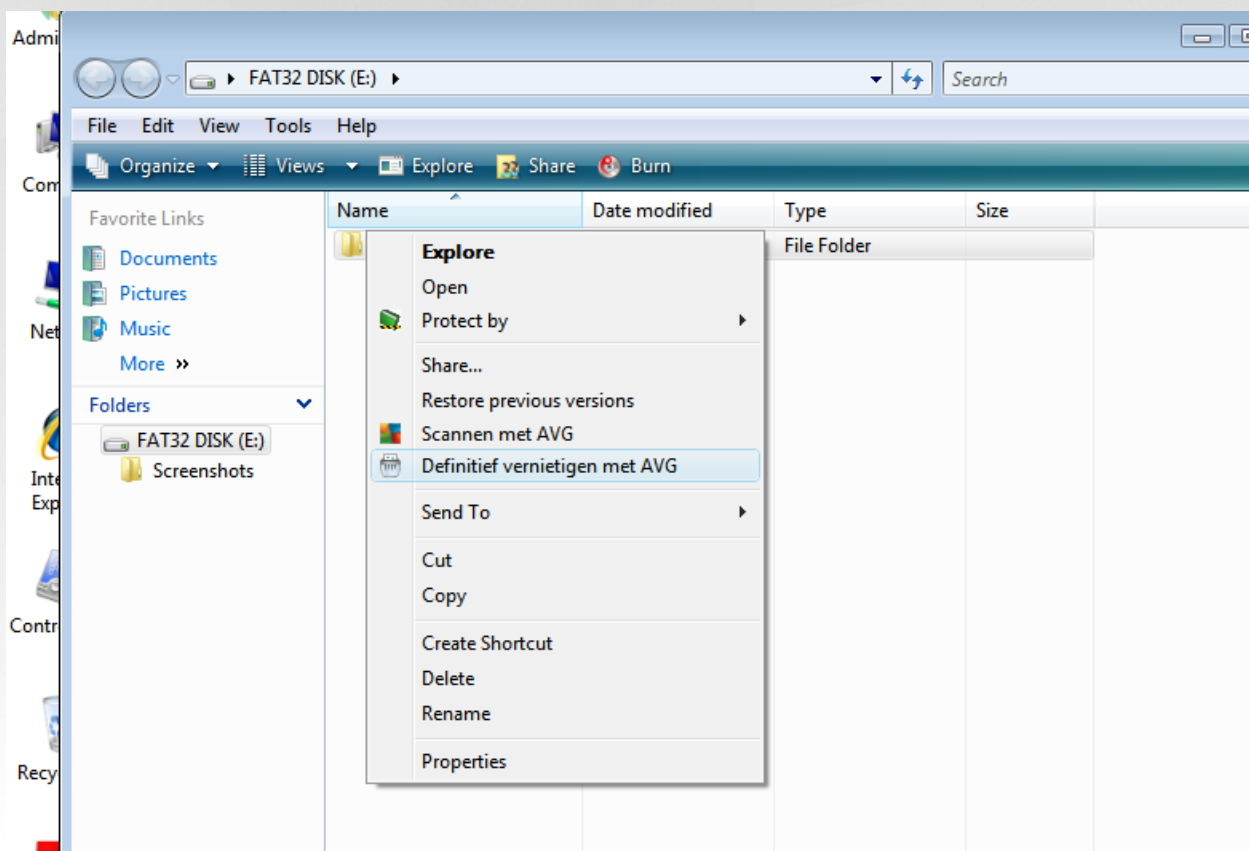 Admi
FAT32 DISK (E:)
Search
File Edit View Tools Help
Organize Views Explore Share Burn
Com
Favorite Links
Name Date modified Type Size
File Folder
Documents
Pictures
Music
More »
Net
Folders
FAT32 DISK (E:)
Screenshots
Inte
Exp
Contr
Recy
Explore
Open
Protect by
Share...
Restore previous versions
Scannen met AVG
Definitief vernietigen met AVG
Send To
Cut
Copy
Create Shortcut
Delete
Rename
Properties